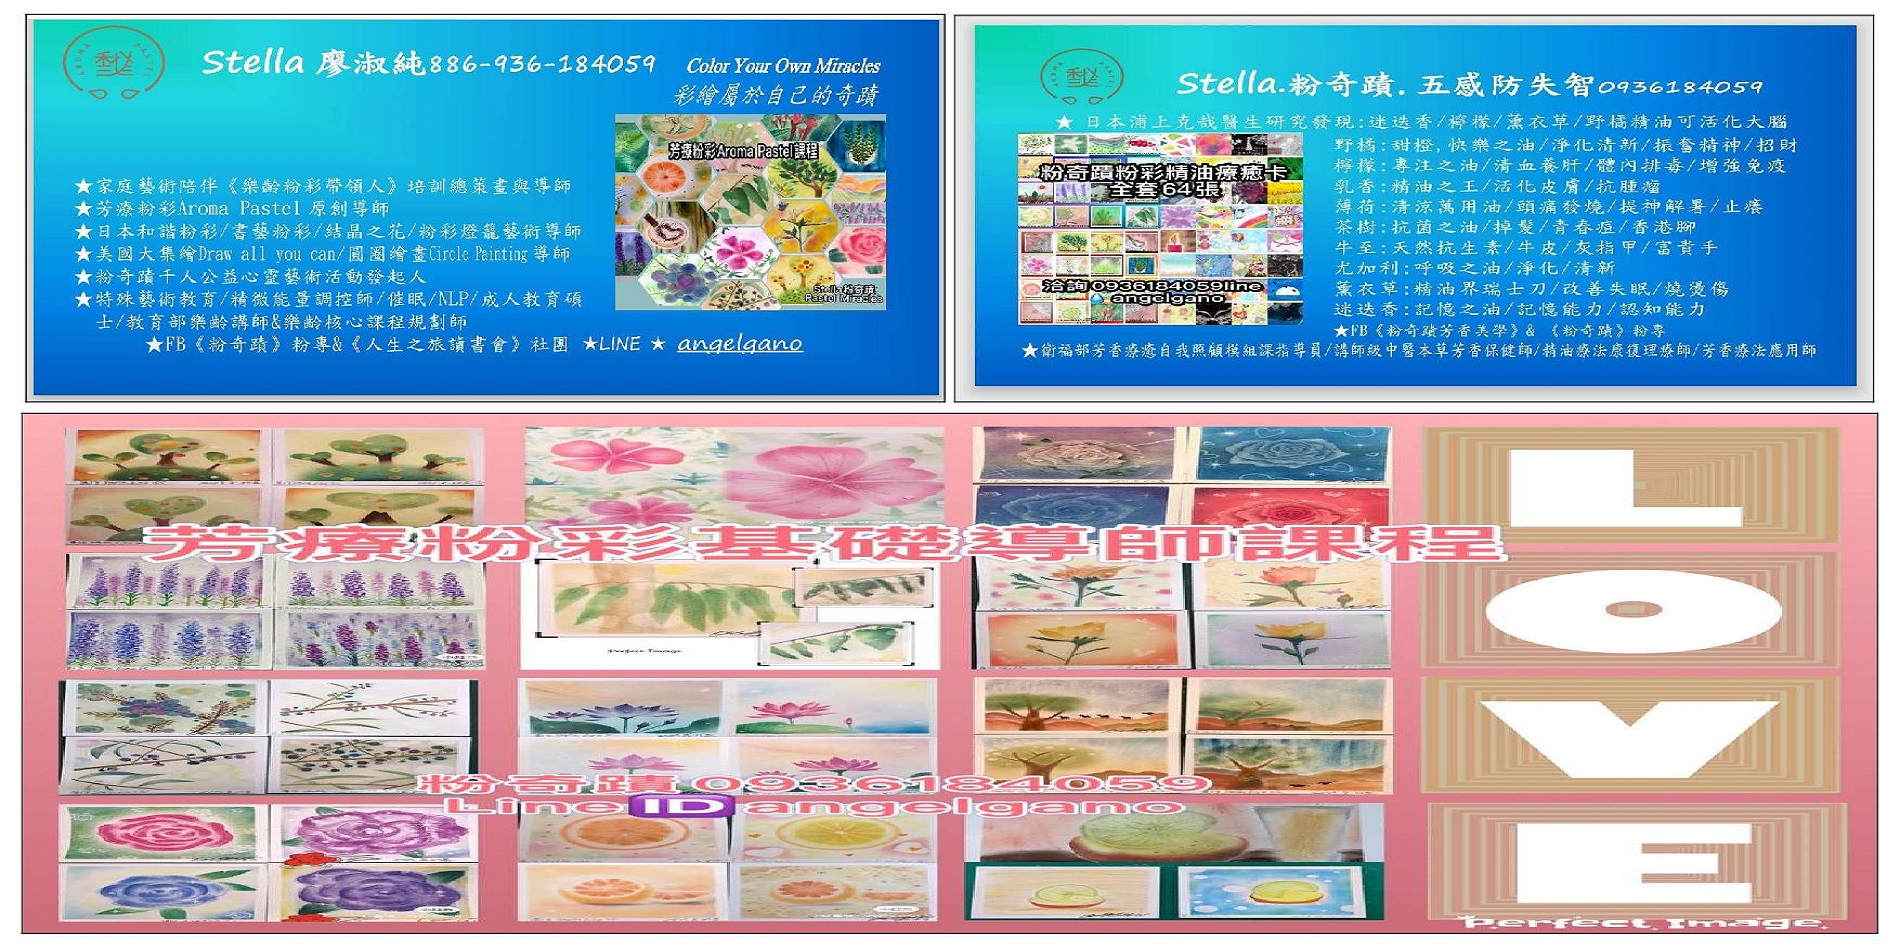 Stella 廖淑純886-936-184059
Color Your Own Miracles
彩繪屬於自己的奇蹟
秘
AROMA PASTEL
芳療粉彩Aroma Pastel課程
★家庭藝術陪伴《樂齡粉彩帶領人》培訓總策畫與導師
★芳療粉彩Aroma Pastel 原創導師
★日本和諧粉彩/書藝粉彩/結晶之花/粉彩燈籠藝術導師
★美國大集繪Draw all you can/圓圈繪畫Circle Painting 導師
★粉奇蹟千人公益心靈藝術活動發起人
★特殊藝術教育/精微能量調控師/催眠/NLP/成人教育碩
士/教育部樂齡講師&樂齡核心課程規劃師
Stella粉奇蹟
Pastel Miracles
★FB《粉奇蹟》粉專&《人生之旅讀書會》社團 ★LINE ★ angelgano
Stella.粉奇蹟.五感防失智0936184059
★ 日本浦上克哉醫生研究發現:迷迭香/檸檬/薰衣草/野橘精油可活化大腦
野橘:甜橙,快樂之油/淨化清新/振奮精神/招財
檸檬:專注之油/清血養肝/體內排毒/增強免疫
乳香:精油之王/活化皮膚/抗腫瘤
薄荷:清涼萬用油/頭痛發燒/提神解暑/止癢
茶樹:抗菌之油/掉髮/青春痘/香港腳
牛至:天然抗生素/牛皮/灰指甲/富貴手
尤加利:呼吸之油/淨化/清新
薰衣草:精油界瑞士刀/改善失眠/燒燙傷
迷迭香:記憶之油/記憶能力/認知能力
★FB《粉奇蹟芳香美學》& 《粉奇蹟》粉專
粉奇蹟粉彩精油療癒卡
全套64張
洽詢0936184059line
angelgano
★衛福部芳香療癒自我照顧模組課指導員/講師級中醫本草芳香保健師/精油療法康復理療師/芳香療法應用師
芳療粉彩基礎導師課程
Perfect Image
粉奇蹟 0936184059
Line ID angelgano
LOVE
Perfect Image